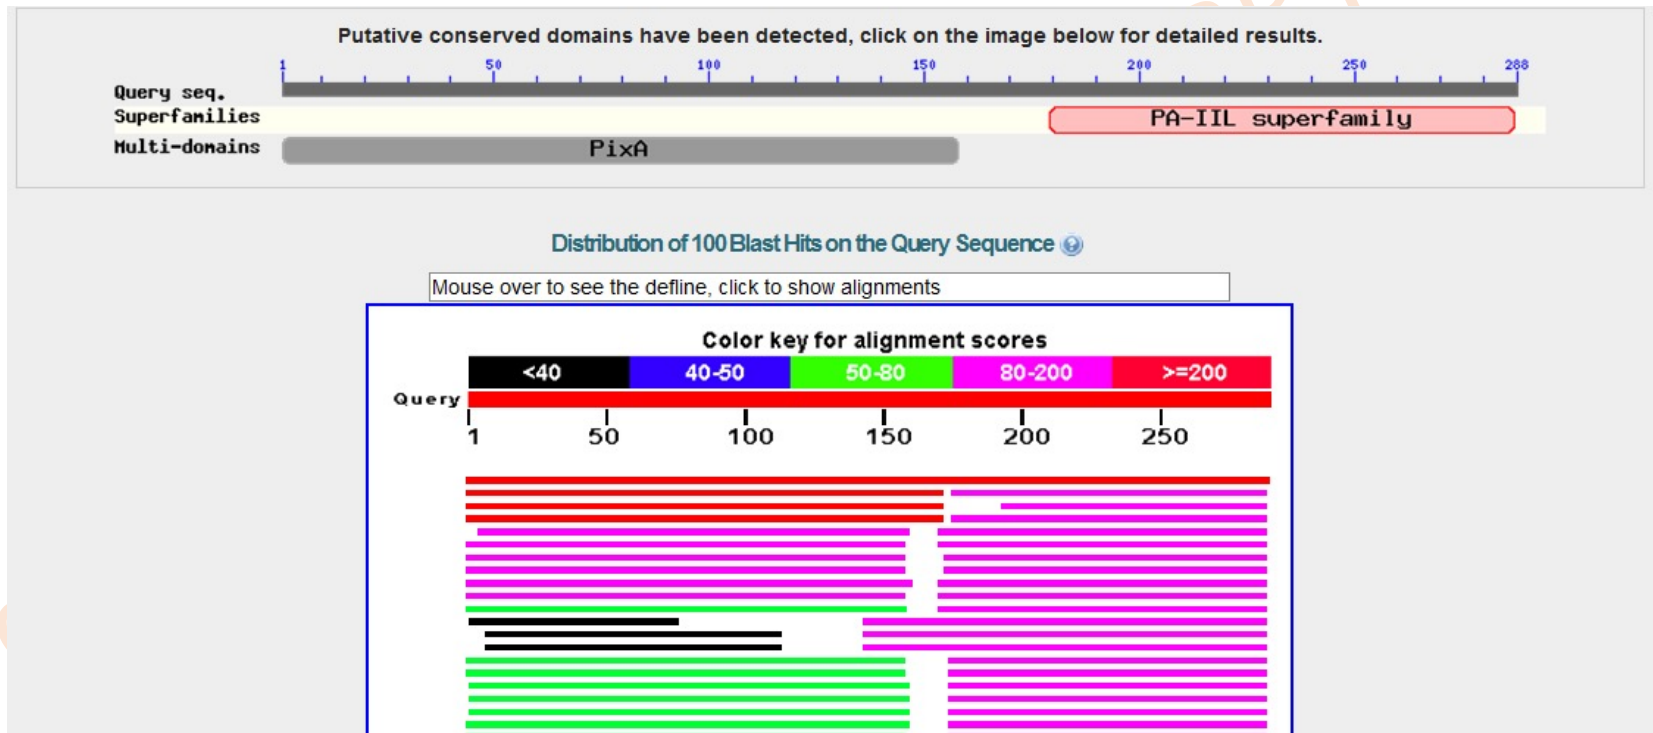 Putative conserved domains have been detected, click on the image below for detailed results.
1 50 100 150 200 250 288
Query seq.
Superfamilies PA-IIL superfamily
Multi-domains PixA
Distribution of 100 Blast Hits on the Query Sequence
Mouse over to see the defline, click to show alignments
Color key for alignment scores
<40 40-50 50-80 80-200 >=200
Query
1 50 100 150 200 250